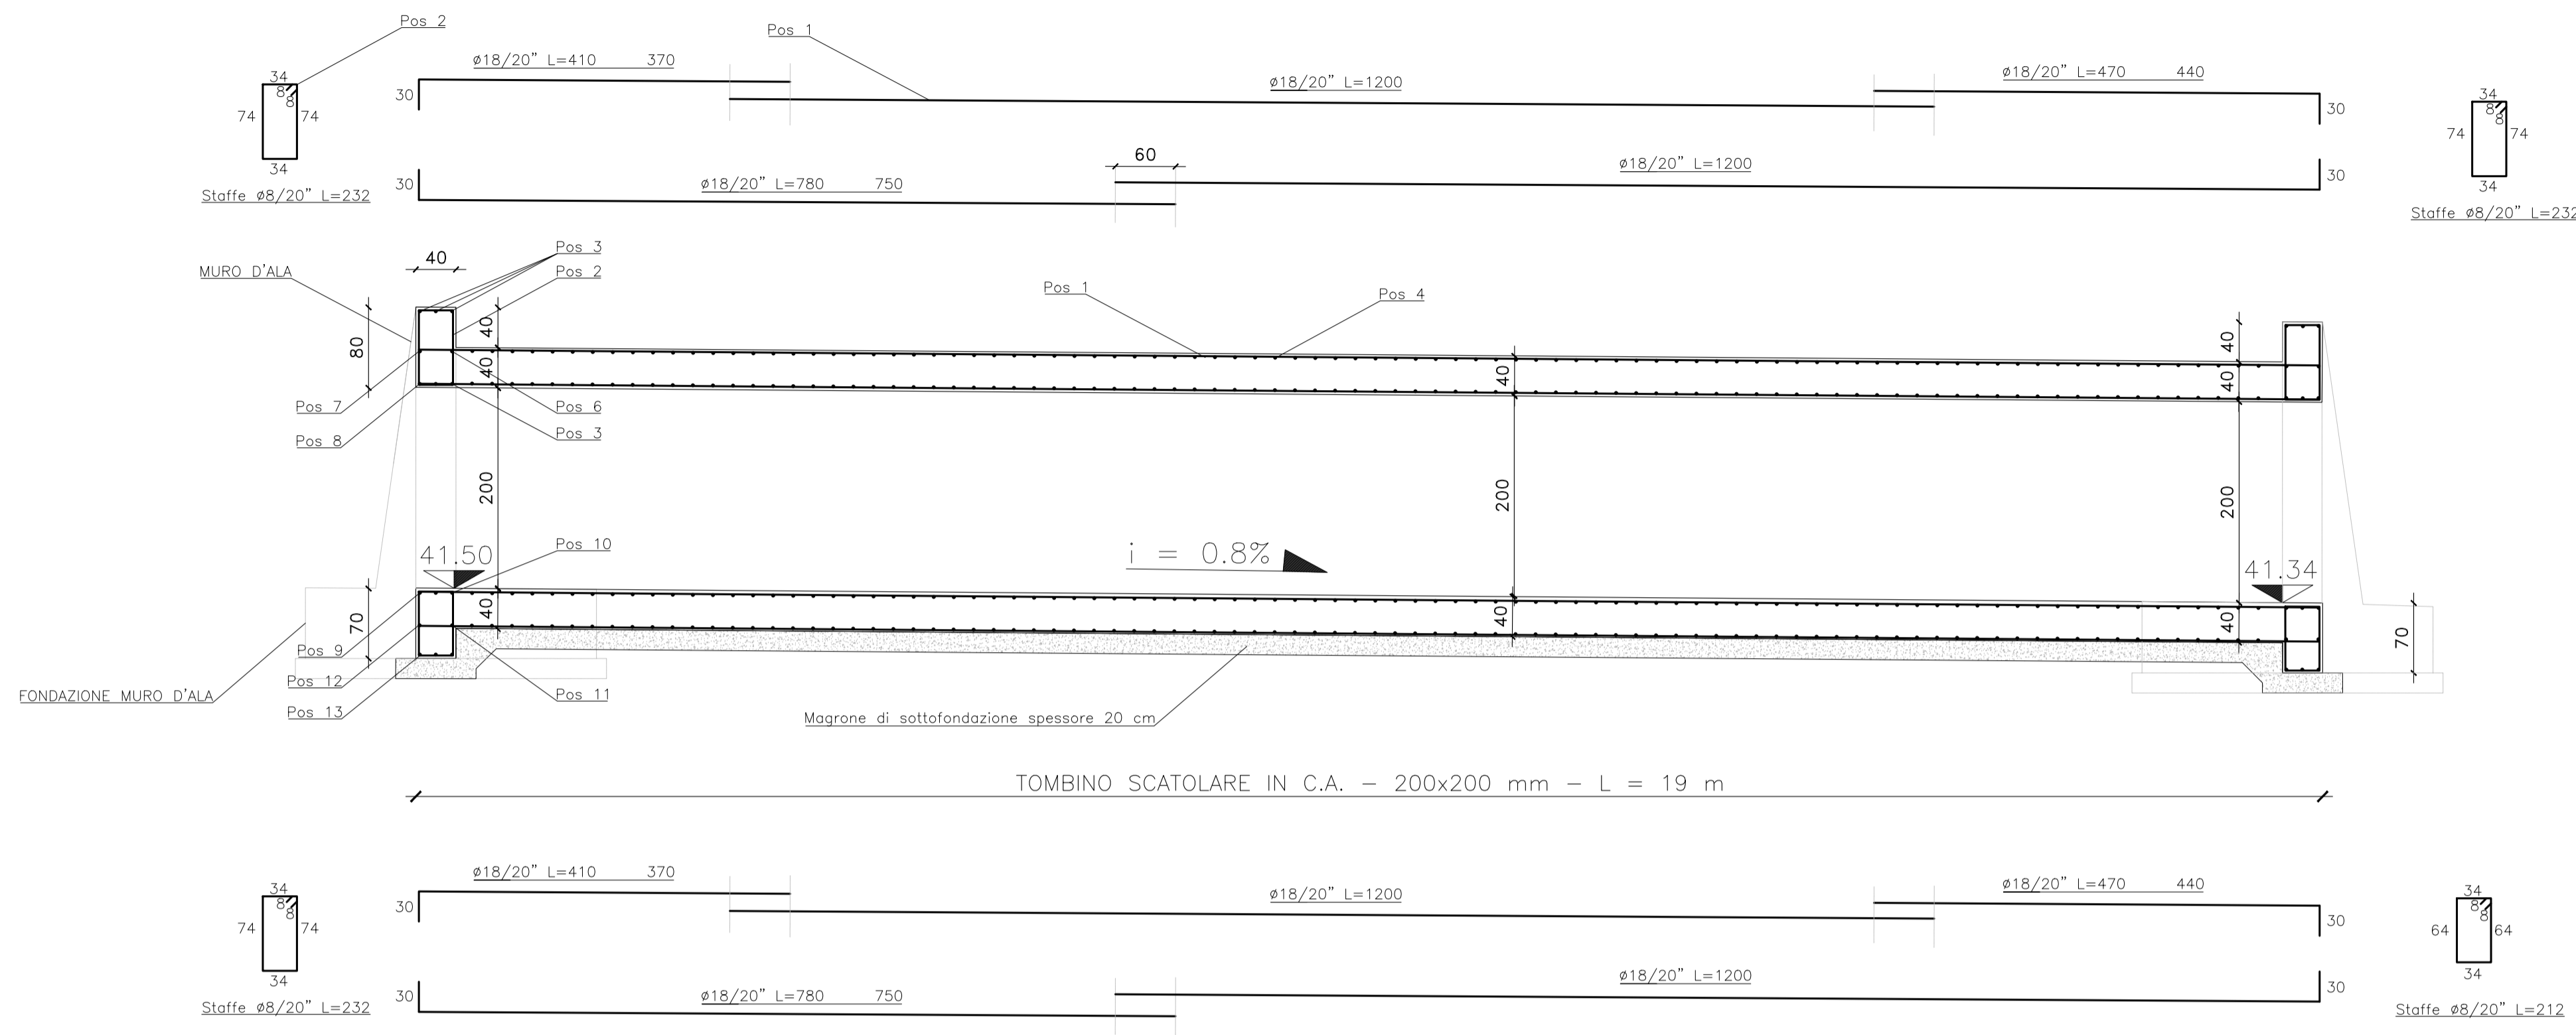 Pos 2
Pos 1
ø18/20" L=410 370
ø18/20" L=1200
ø18/20" L=470 440
34
8
8
74
74
34
30
30
34
8
8
74
74
34
Staffe ø8/20" L=232
30
ø18/20" L=780 750
60
ø18/20" L=1200
30
Staffe ø8/20" L=232
MURO D'ALA
40
Pos 3
Pos 2
Pos 1
Pos 4
80
40
40
40
40
40
Pos 7
Pos 6
Pos 8
Pos 3
200
200
200
Pos 10
41.50
i = 0.8%
41.34
70
40
40
40
70
Pos 9
Pos 12
Pos 13
Pos 11
FONDAZIONE MURO D'ALA
Magrone di sottofondazione spessore 20 cm
TOMBINO SCATOLARE IN C.A. - 200x200 mm - L = 19 m
ø18/20" L=410 370
ø18/20" L=1200
ø18/20" L=470 440
34
8
8
74
74
34
30
30
34
8
8
64
64
34
Staffe ø8/20" L=232
30
ø18/20" L=780 750
ø18/20" L=1200
30
Staffe ø8/20" L=212